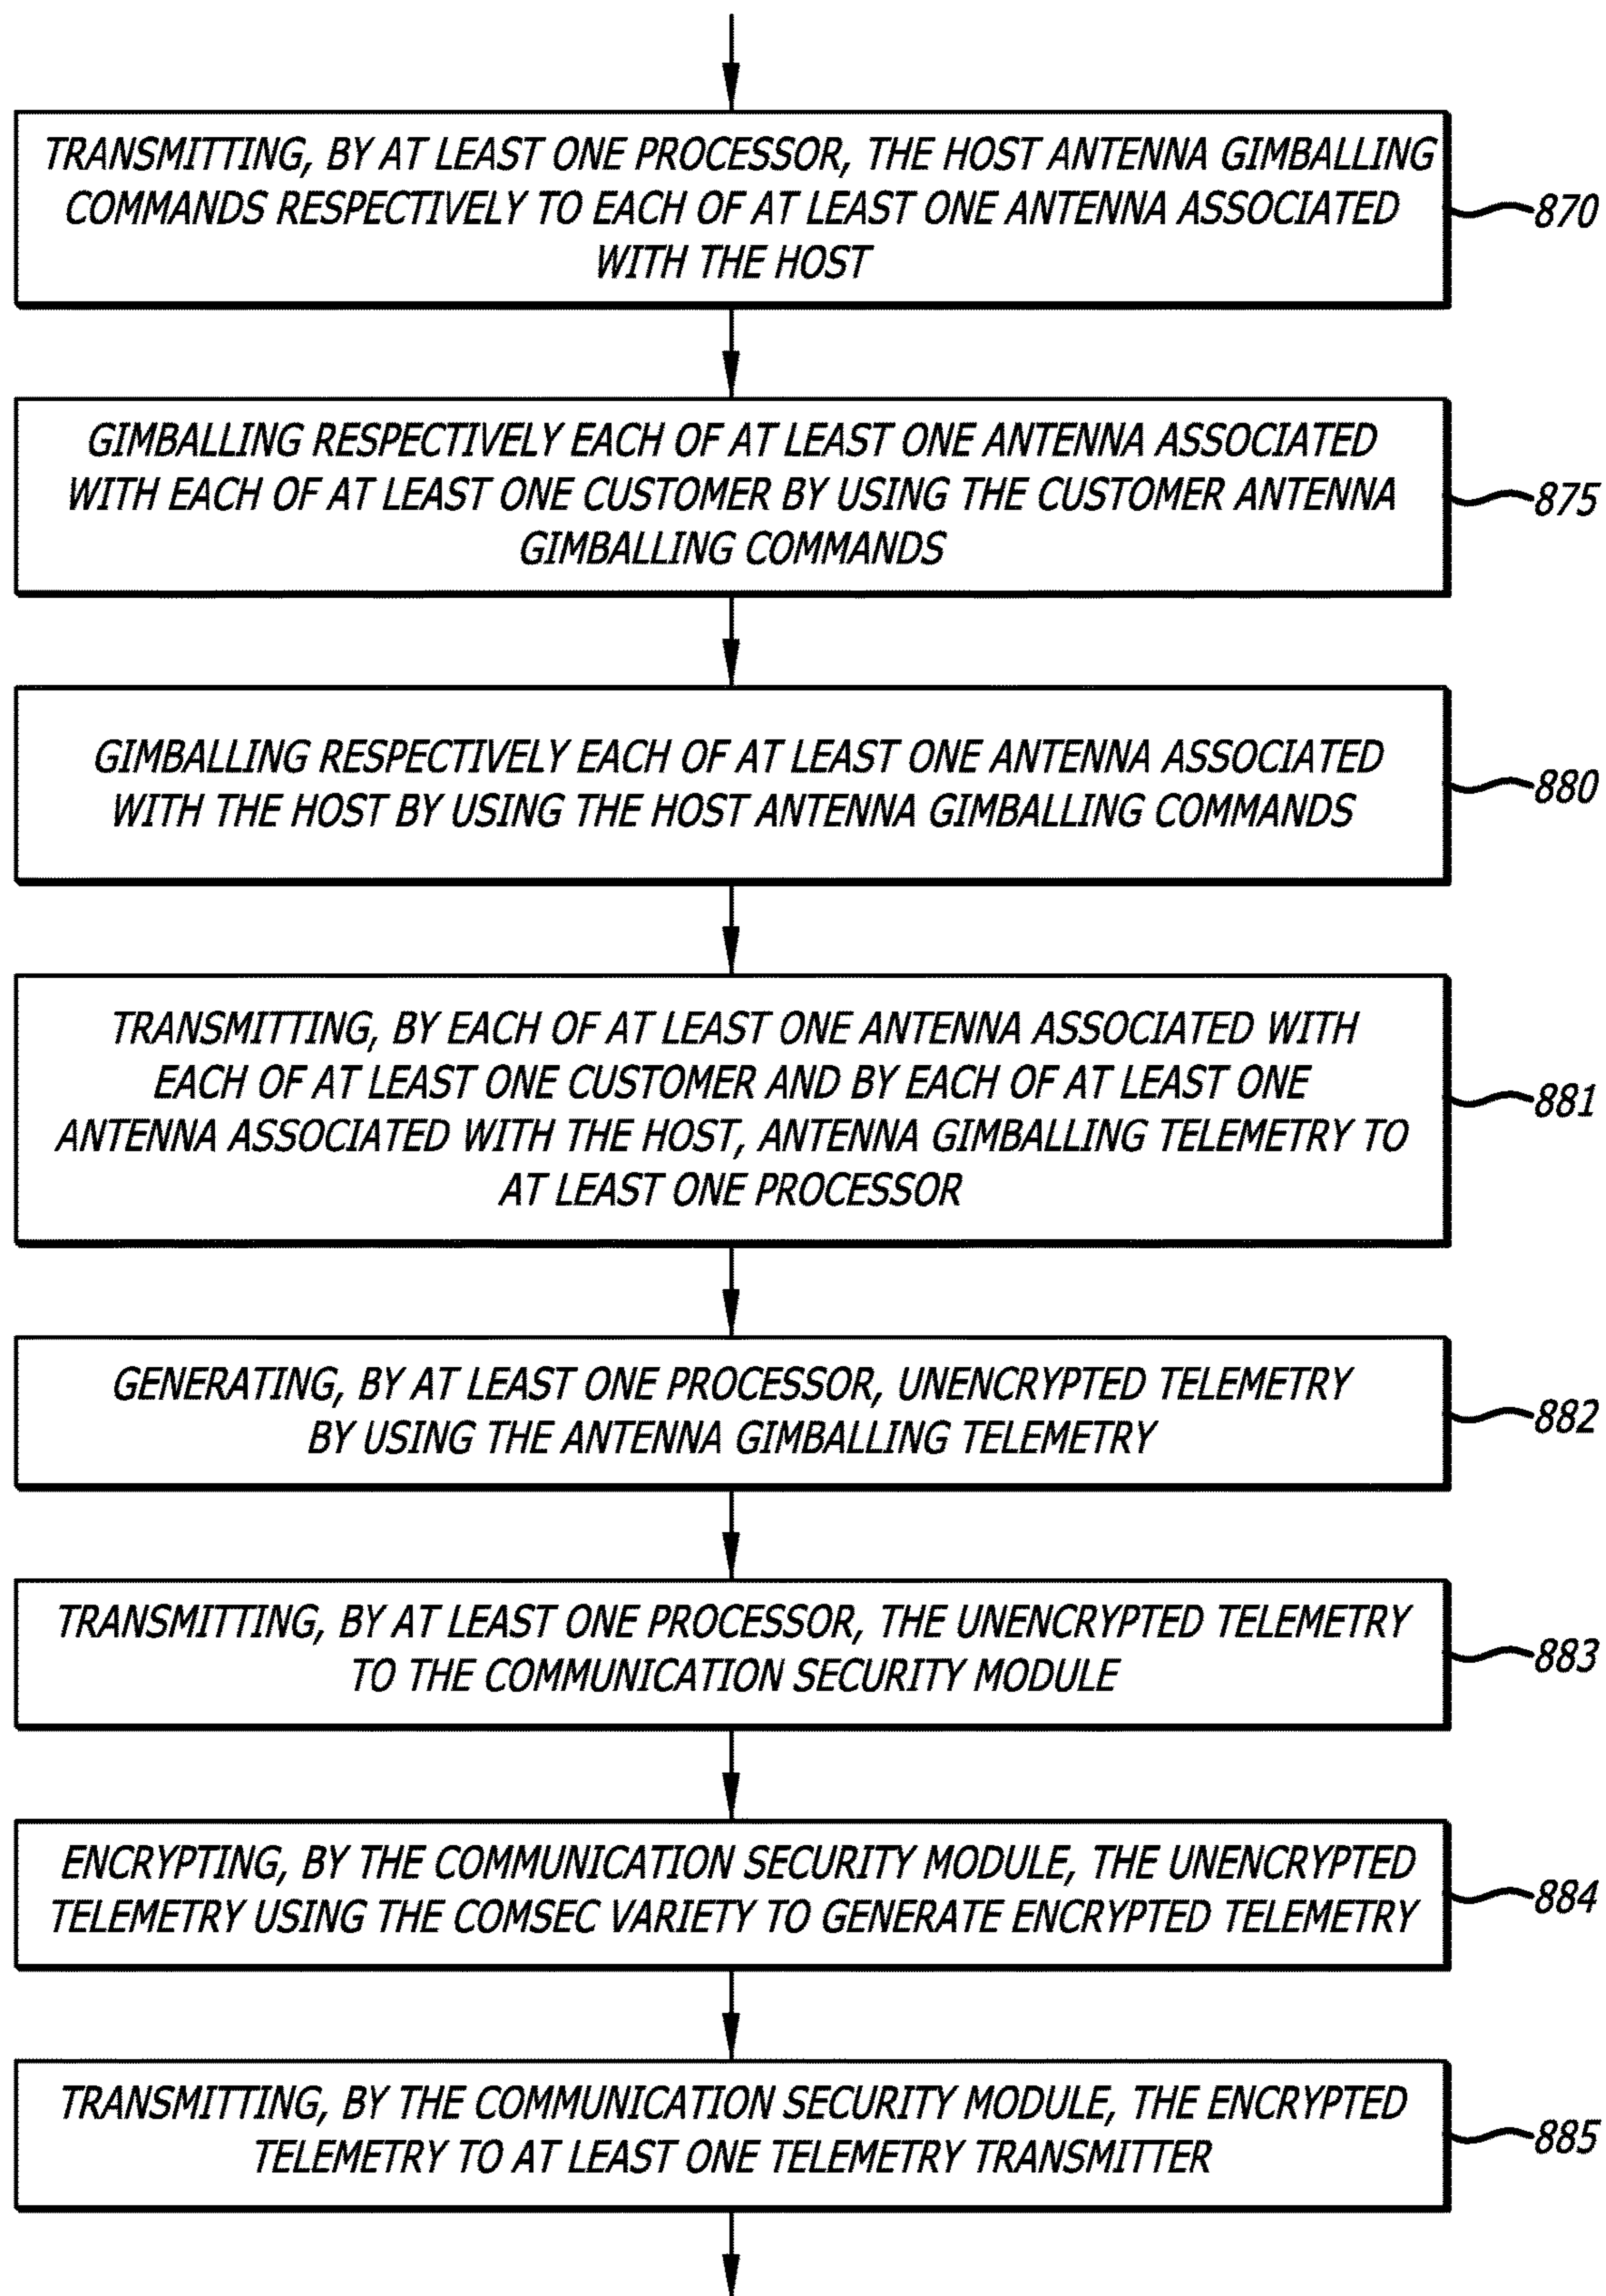 TRANSMITTING, BY AT LEAST ONE PROCESSOR, THE HOST ANTENNA GIMBALLING
COMMANDS RESPECTIVELY TO EACH OF AT LEAST ONE ANTENNA ASSOCIATED
WITH THE HOST
870
GIMBALLING RESPECTIVELY EACH OF AT LEAST ONE ANTENNA ASSOCIATED
WITH EACH OF AT LEAST ONE CUSTOMER BY USING THE CUSTOMER ANTENNA
GIMBALLING COMMANDS
875
GIMBALLING RESPECTIVELY EACH OF AT LEAST ONE ANTENNA ASSOCIATED
WITH THE HOST BY USING THE HOST ANTENNA GIMBALLING COMMANDS
880
TRANSMITTING, BY EACH OF AT LEAST ONE ANTENNA ASSOCIATED WITH
EACH OF AT LEAST ONE CUSTOMER AND BY EACH OF AT LEAST ONE
ANTENNA ASSOCIATED WITH THE HOST, ANTENNA GIMBALLING TELEMETRY TO
AT LEAST ONE PROCESSOR
881
GENERATING, BY AT LEAST ONE PROCESSOR, UNENCRYPTED TELEMETRY
BY USING THE ANTENNA GIMBALLING TELEMETRY
882
TRANSMITTING, BY AT LEAST ONE PROCESSOR, THE UNENCRYPTED TELEMETRY
TO THE COMMUNICATION SECURITY MODULE
883
ENCRYPTING, BY THE COMMUNICATION SECURITY MODULE, THE UNENCRYPTED
TELEMETRY USING THE COMSEC VARIETY TO GENERATE ENCRYPTED TELEMETRY
884
TRANSMITTING, BY THE COMMUNICATION SECURITY MODULE, THE ENCRYPTED
TELEMETRY TO AT LEAST ONE TELEMETRY TRANSMITTER
885